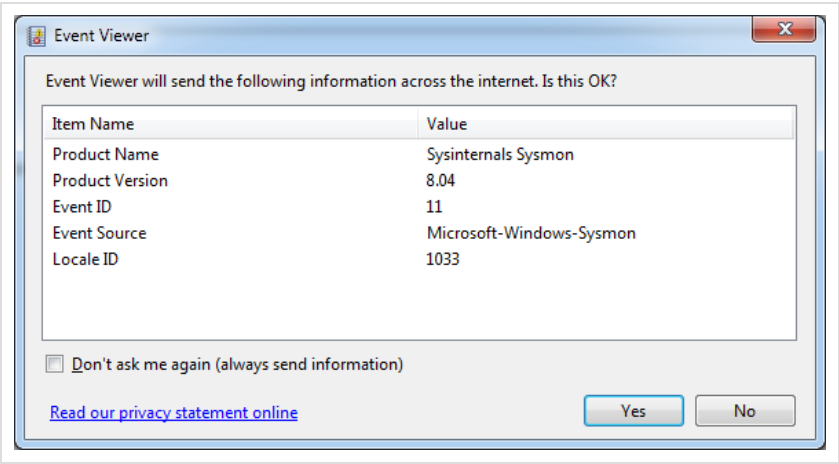 Event Viewer
Event Viewer will send the following information across the internet. Is this OK?
Item Name Value
Product Name Sysinternals Sysmon
Product Version 8.04
Event ID 11
Event Source Microsoft-Windows-Sysmon
Locale ID 1033
Don't ask me again (always send information)
Read our privacy statement online Yes No